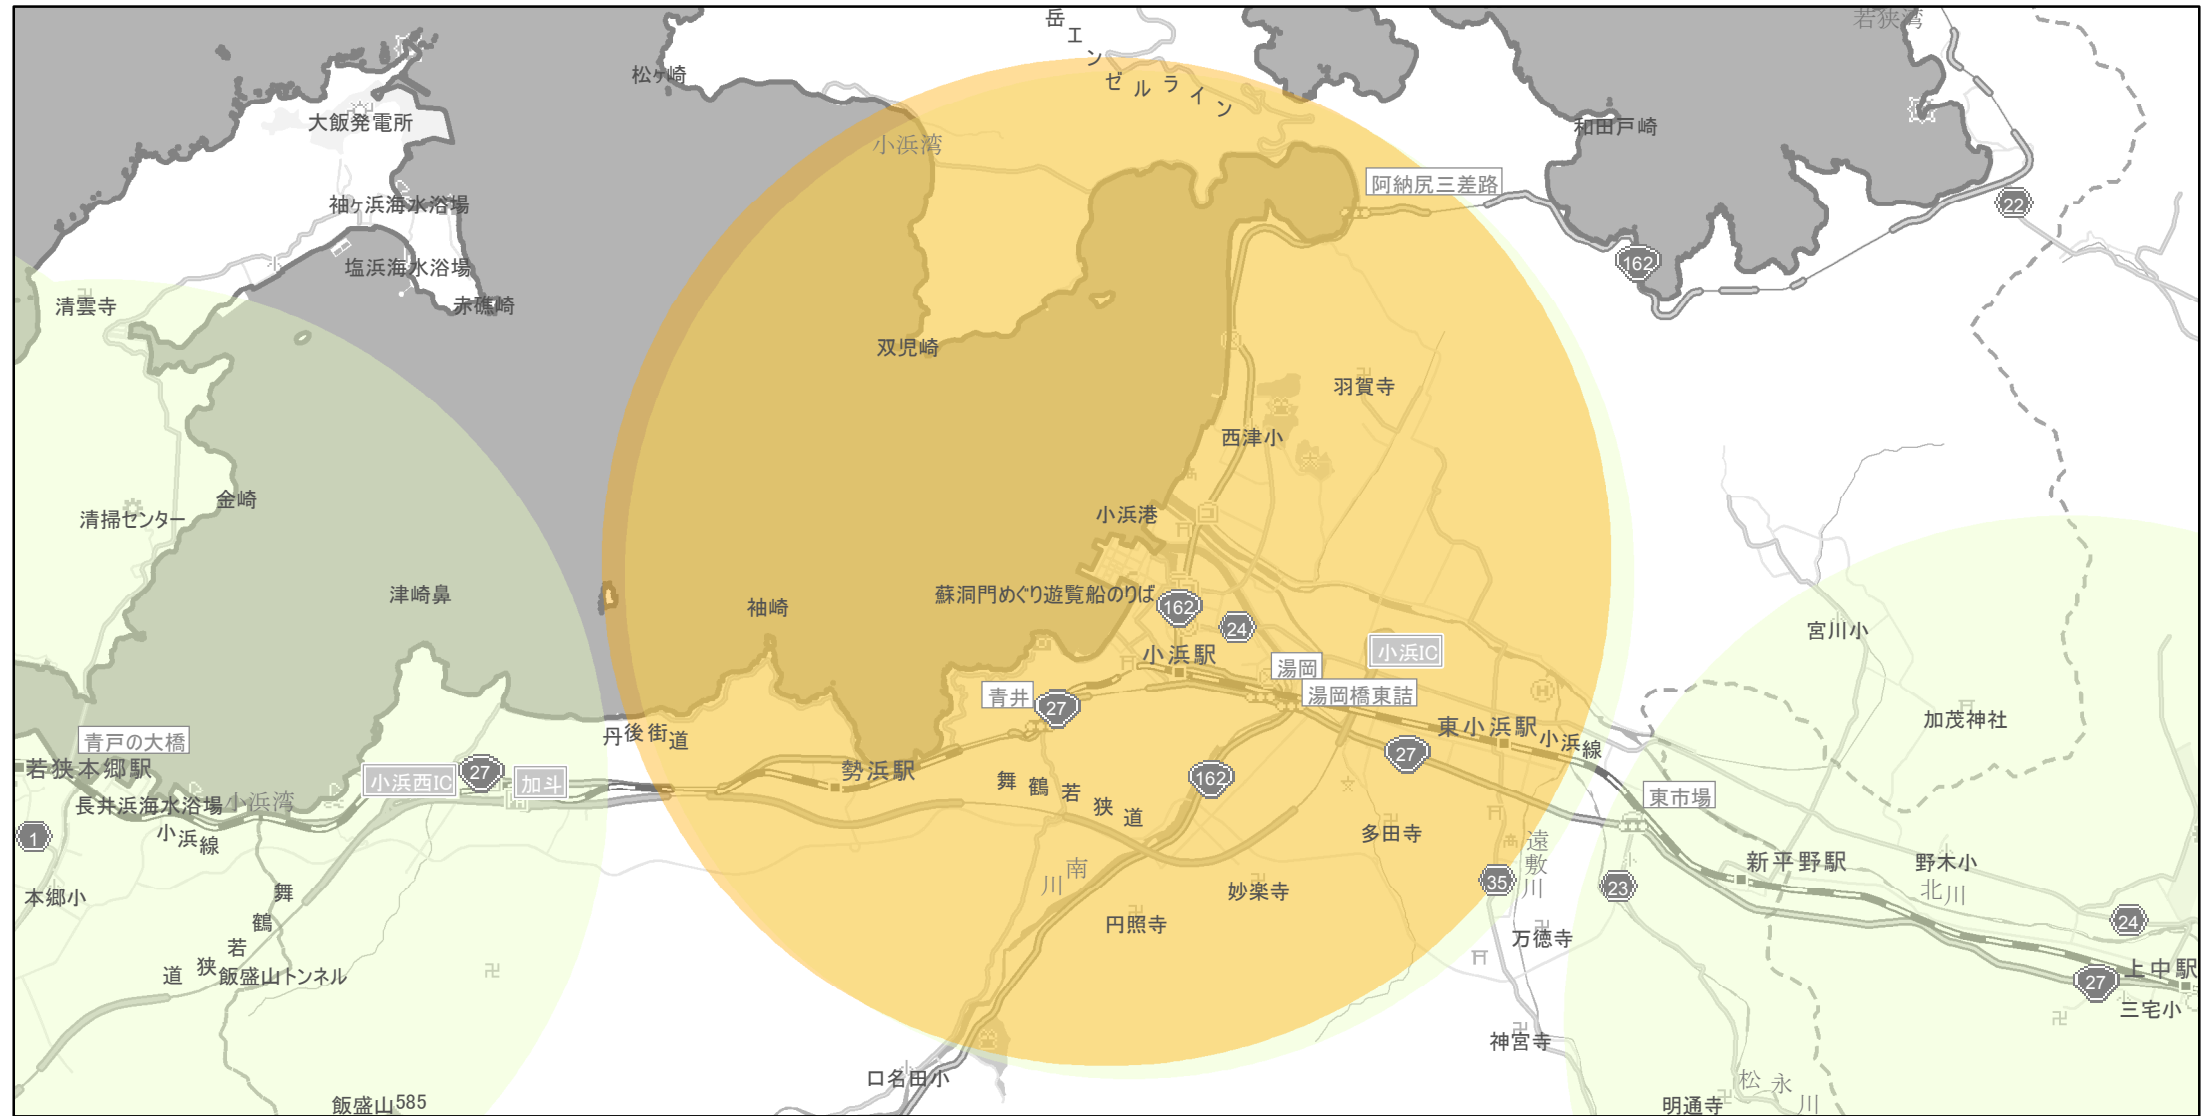 岳エンゼルライン
若狭湾
松ヶ崎
大飯発電所
小浜湾
和田戸崎
阿納尻三差路
袖ヶ浜海水浴場
22
162
塩浜海水浴場
清雲寺
赤礁崎
双児崎
羽賀寺
西津小
金崎
清掃センター
小浜港
津崎鼻
袖崎
蘇洞門めぐり遊覧船のりば
162
24
宮川小
小浜駅
湯岡
小浜IC
青井
27
湯岡橋東詰
加茂神社
丹後街道
青戸の大橋
東小浜駅
小浜線
27
若狭本郷駅
小浜西IC
27
加斗
勢浜駅
舞鶴若狭道
162
東市場
長井浜海水浴場
小浜湾
小浜線
1
多田寺
遠敷川
新平野駅
野木小
北川
南川
35
23
本郷小
妙楽寺
円照寺
24
舞鶴若狭道
万徳寺
飯盛山トンネル
上中駅
27
三宅小
神宮寺
口名田小
松永川
飯盛山585
明通寺